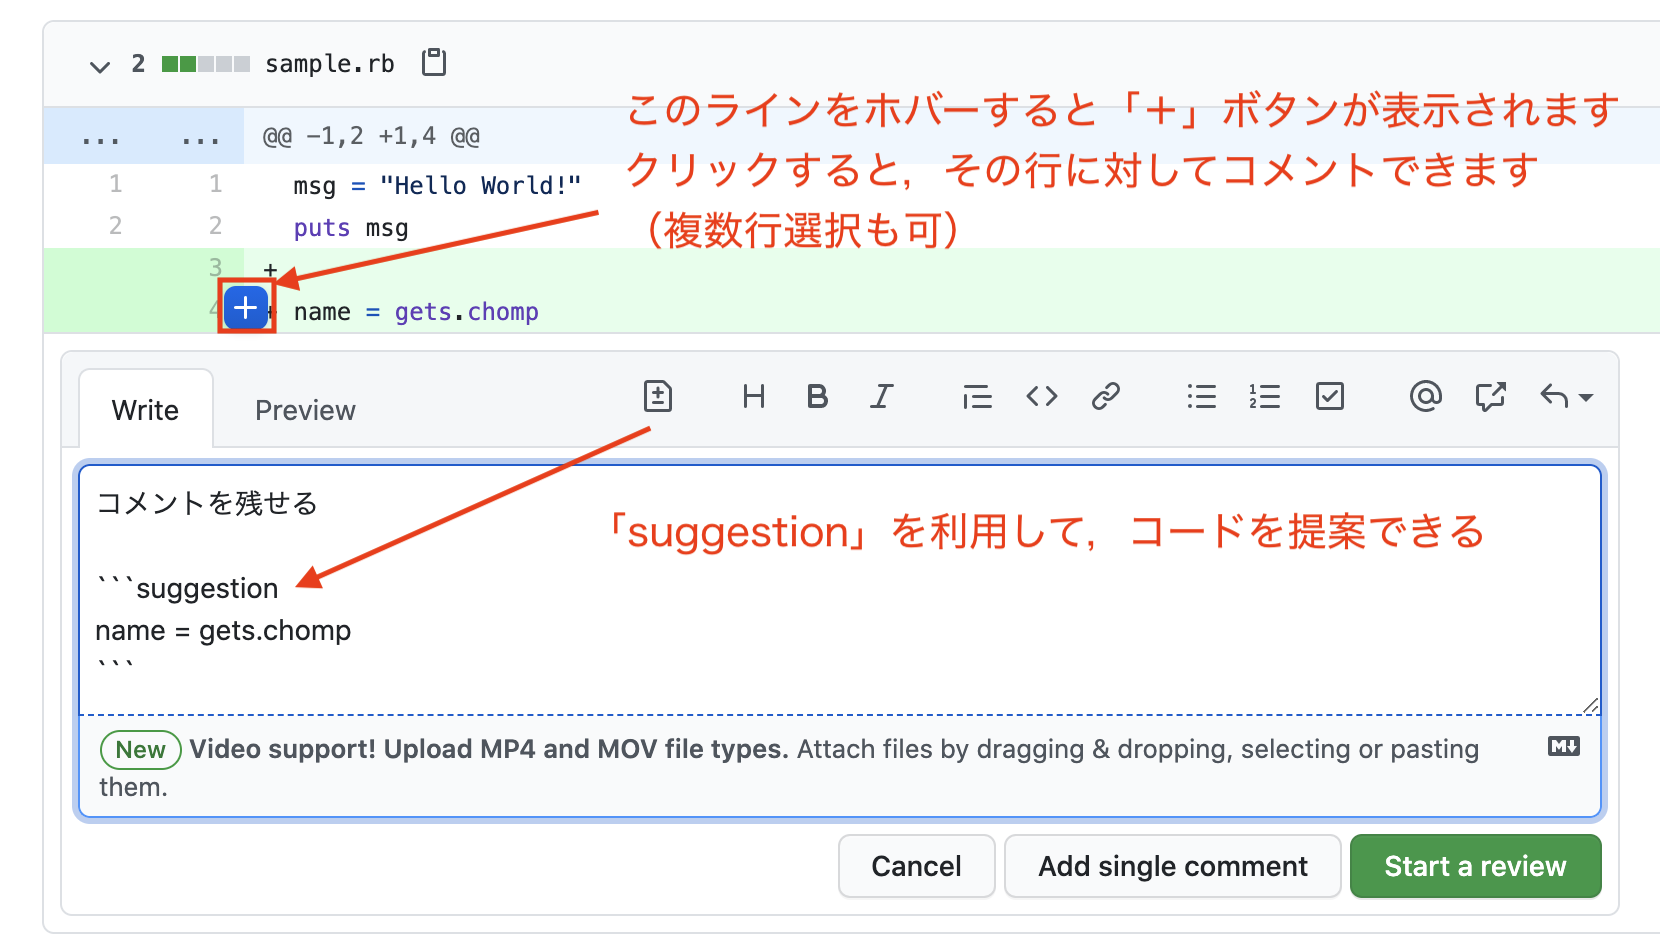 2 sample.rb
... ... @@ -1,2 +1,4 @@
このラインをホバーすると「＋」ボタンが表示されます
クリックすると，その行に対してコメントできます
（複数行選択も可）
1 1 msg = "Hello World!"
2 2 puts msg
3 +
4 + name = gets.chomp
Write Preview
コメントを残せる
```suggestion
name = gets.chomp
```
「suggestion」を利用して，コードを提案できる
New Video support! Upload MP4 and MOV file types. Attach files by dragging & dropping, selecting or pasting
them.
Cancel Add single comment Start a review